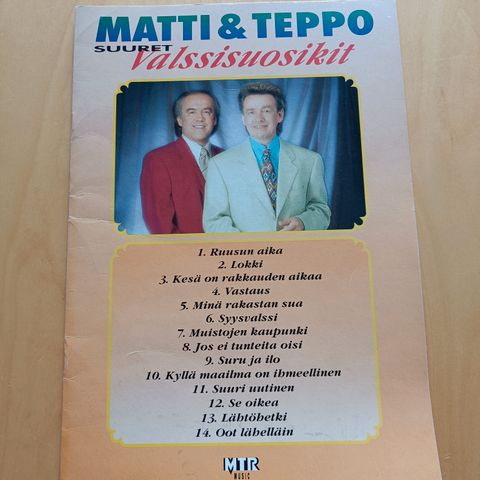 MATTI & TEPPO
SUURET
Valssisuosikit
1. Ruusun aika
2. Lokki
3. Kesä on rakkauden aikaa
4. Vastaus
5. Minä rakastan sua
6. Syysvalssi
7. Muistojen kaupunki
8. Jos ei tunteita oisi
9. Suru ja ilo
10. Kyllä maailma on ihmeellinen
11. Suuri uutinen
12. Se oikea
13. Lähtöhetki
14. Oot lähelläin
MTR
MUSIC